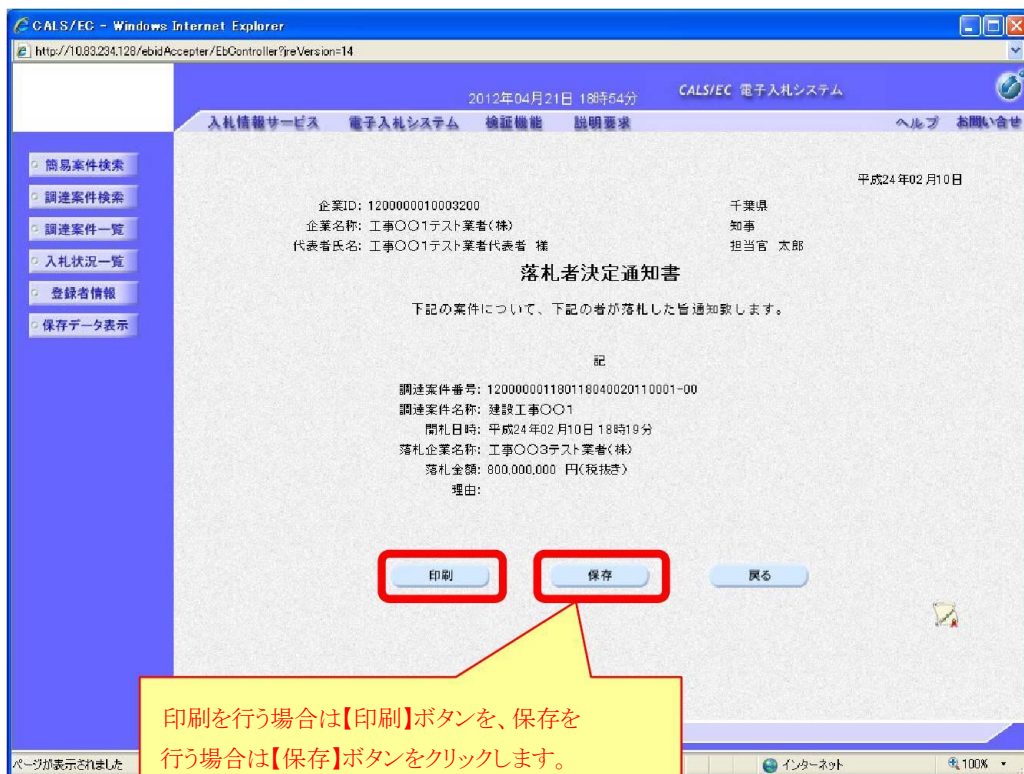 CALS/EC - Windows Internet Explorer
http://10.83.234.128/ebidAccepter/EbController?jreVersion=14
2012年04月21日 18時54分
CALS/EC 電子入札システム
入札情報サービス 電子入札システム 検証機能 説明要求 ヘルプ お問い合せ
簡易案件検索
調達案件検索
調達案件一覧
入札状況一覧
登録者情報
保存データ表示
平成24年02月10日
企業ID: 1200000010003200 千葉県
企業名称: 工事〇〇1テスト業者(株) 知事
代表者氏名: 工事〇〇1テスト業者代表者 様 担当官 太郎
落札者決定通知書
下記の案件について、下記の者が落札した旨通知致します。
記
調達案件番号: 120000001180118040020110001-00
調達案件名称: 建設工事〇〇1
開札日時: 平成24年02月10日 18時19分
落札企業名称: 工事〇〇3テスト業者(株)
落札金額: 800,000,000 円(税抜き)
理由:
印刷 保存 戻る
印刷を行う場合は【印刷】ボタンを、保存を
行う場合は【保存】ボタンをクリックします。
ページが表示されました インターネット 100%